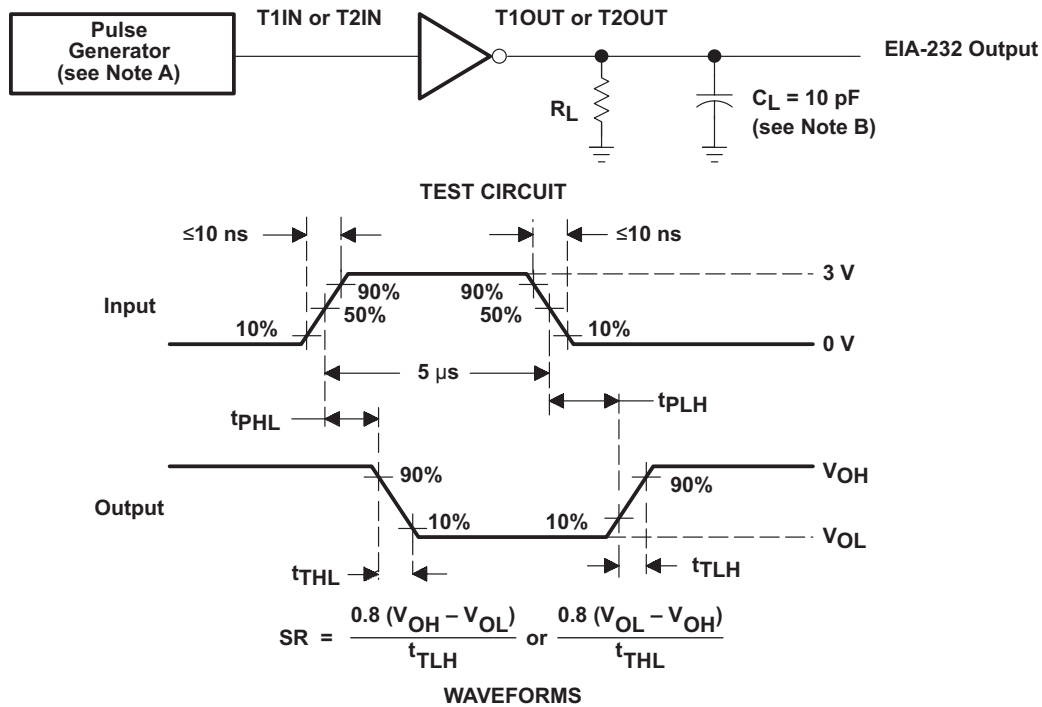 Pulse
Generator
(see Note A)
T1IN or T2IN
T1OUT or T2OUT
EIA-232 Output
RL
CL = 10 pF
(see Note B)
TEST CIRCUIT
≤10 ns
≤10 ns
3 V
Input
90%
90%
50%
50%
10%
10%
0 V
5 µs
tPHL
tPLH
VOH
90%
90%
Output
10%
10%
VOL
tTHL
tTLH
SR = 0.8 (VOH – VOL) / tTLH or 0.8 (VOL – VOH) / tTHL
WAVEFORMS